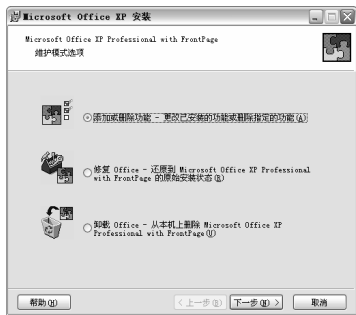 Microsoft Office XP 安装
Microsoft Office XP Professional with FrontPage
维护模式选项
添加或删除功能 - 更改已安装的功能或删除指定的功能(A)
修复 Office - 还原到 Microsoft Office XP Professional
with FrontPage 的原始安装状态(R)
卸载 Office - 从本机上删除 Microsoft Office XP
Professional with FrontPage(U)
帮助(H)
< 上一步(B)
下一步(N) >
取消